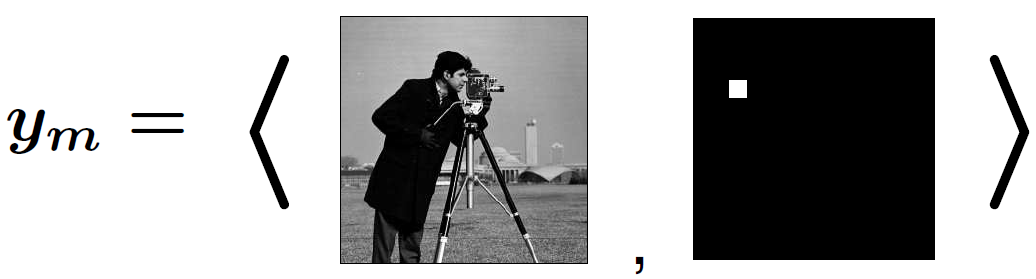 y_m = ⟨ , ⟩